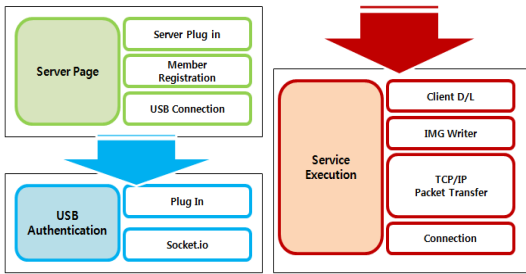 Server Page
Server Plug in
Member
Registration
USB Connection
USB
Authentication
Plug In
Socket.io
Service
Execution
Client D/L
IMG Writer
TCP/IP
Packet Transfer
Connection